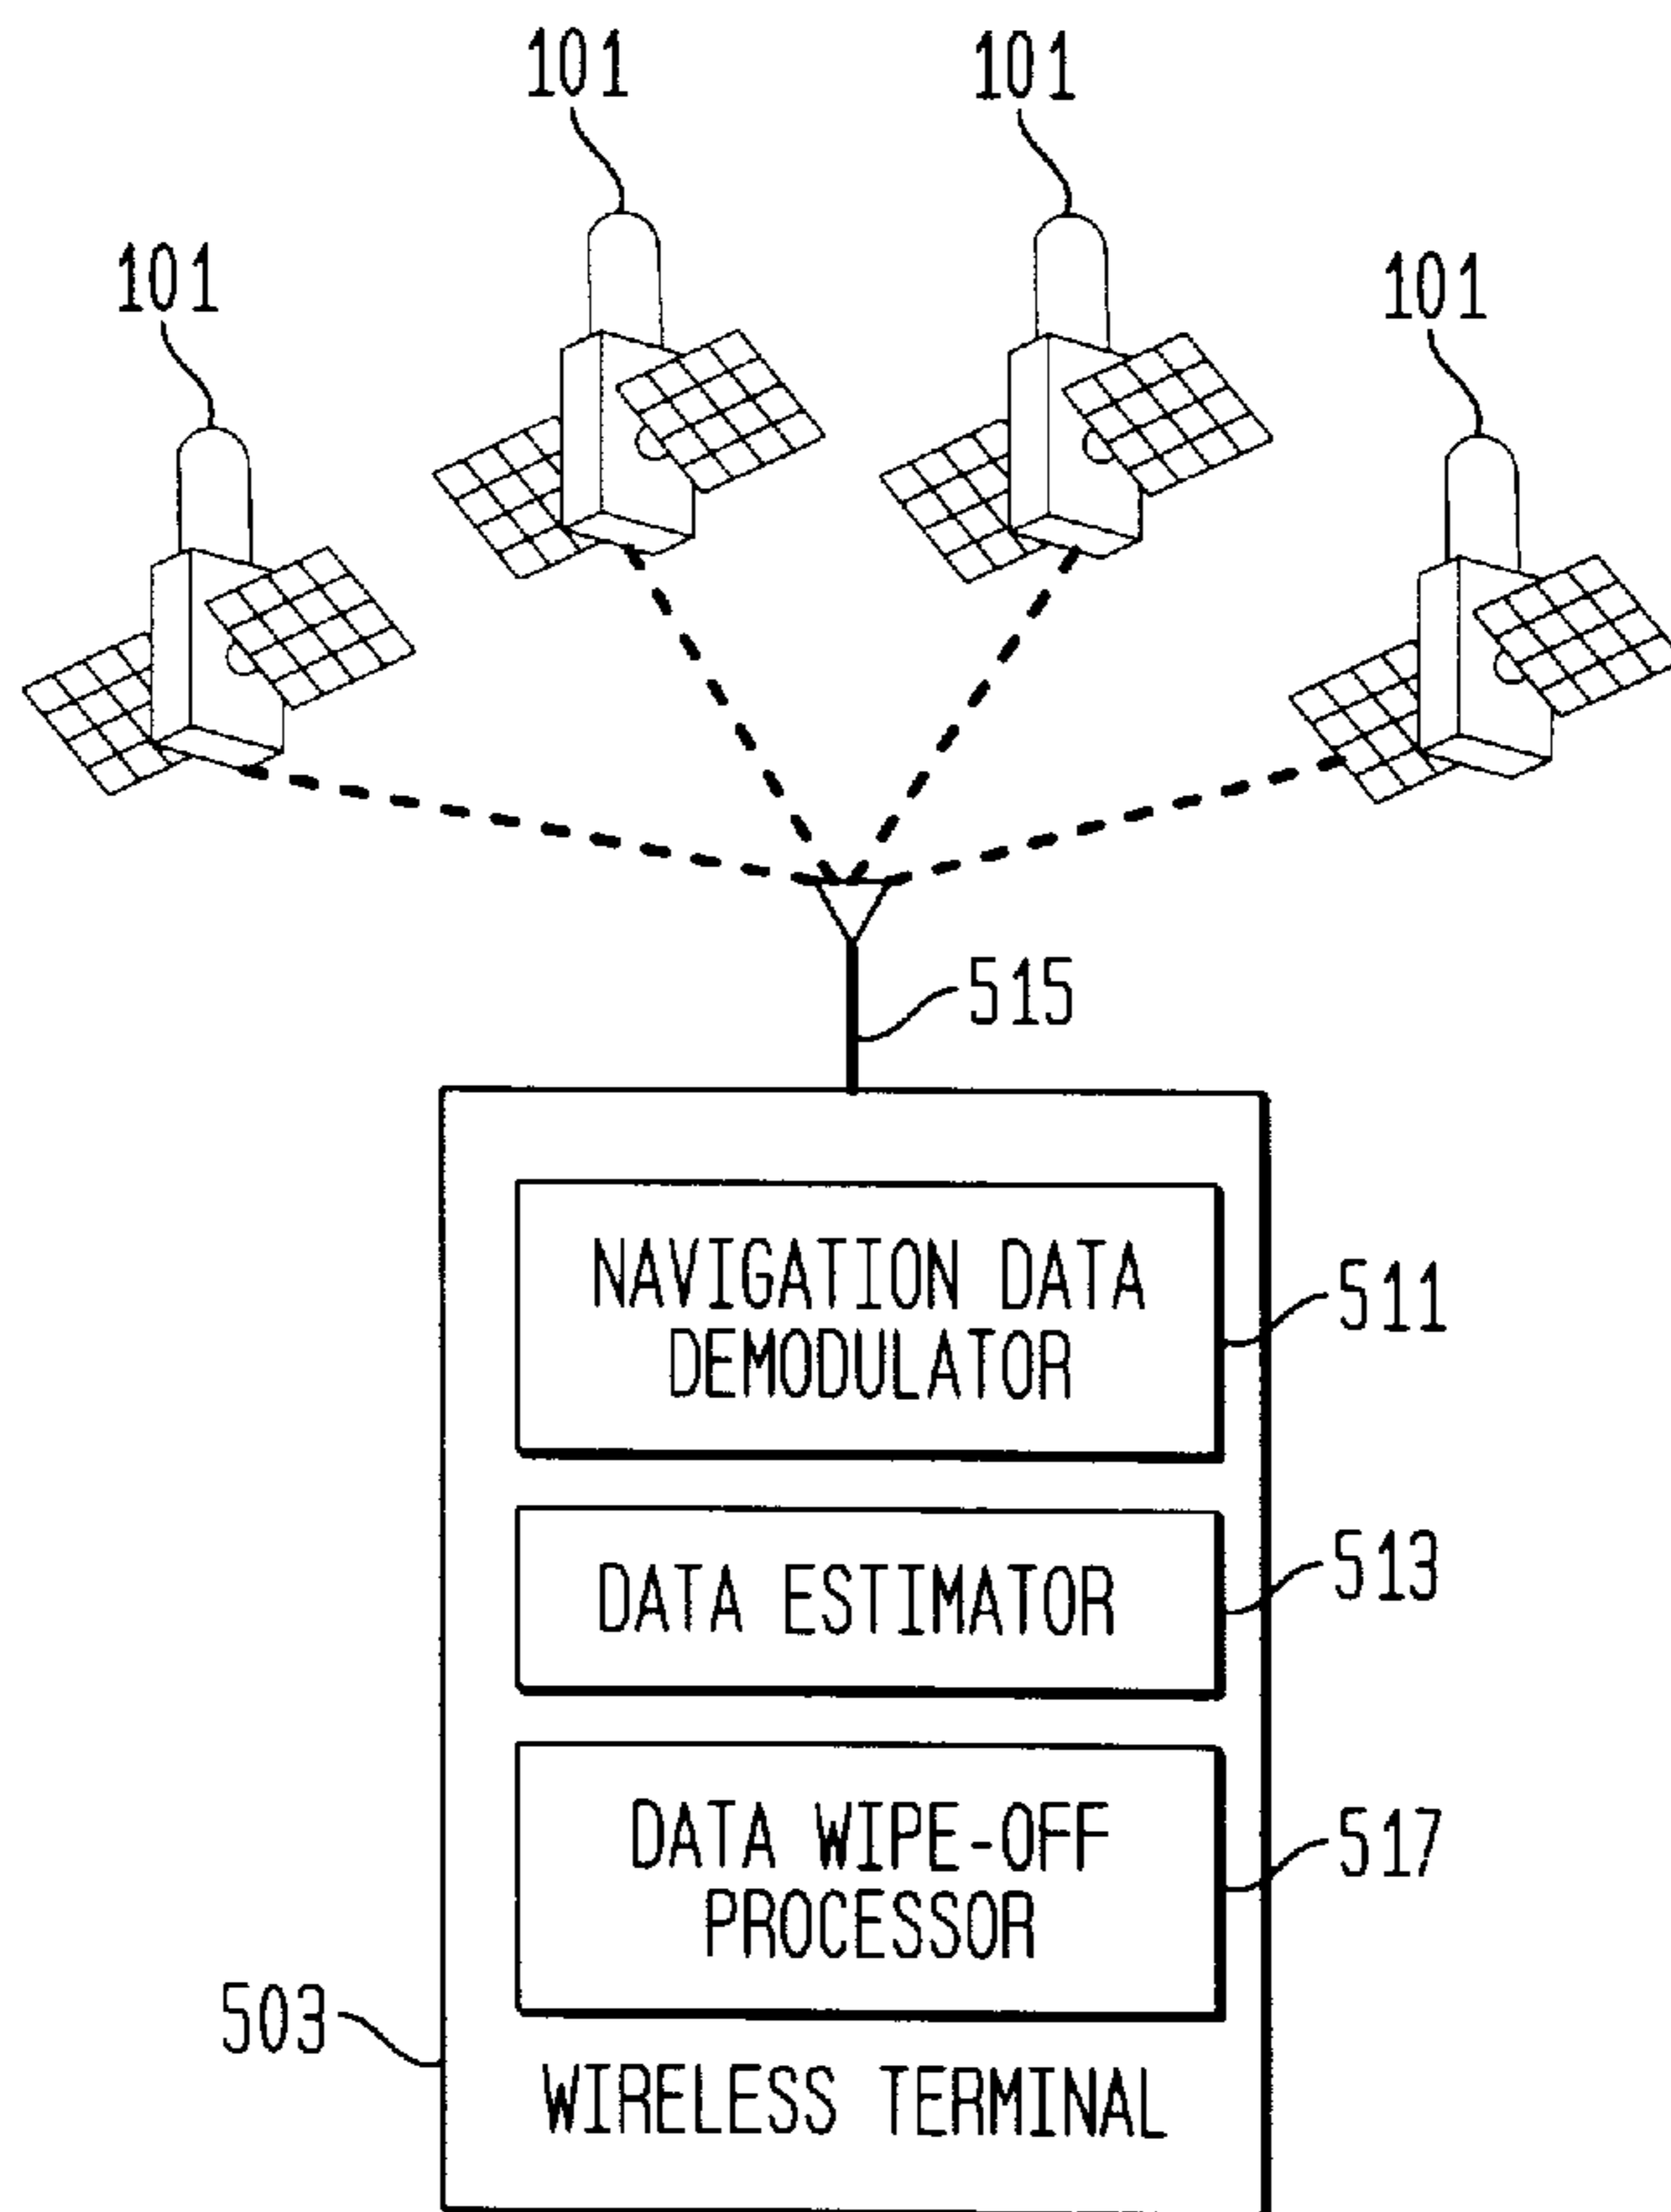 101
101
101
101
515
NAVIGATION DATA
DEMODULATOR
511
DATA ESTIMATOR
513
DATA WIPE-OFF
PROCESSOR
517
503
WIRELESS TERMINAL